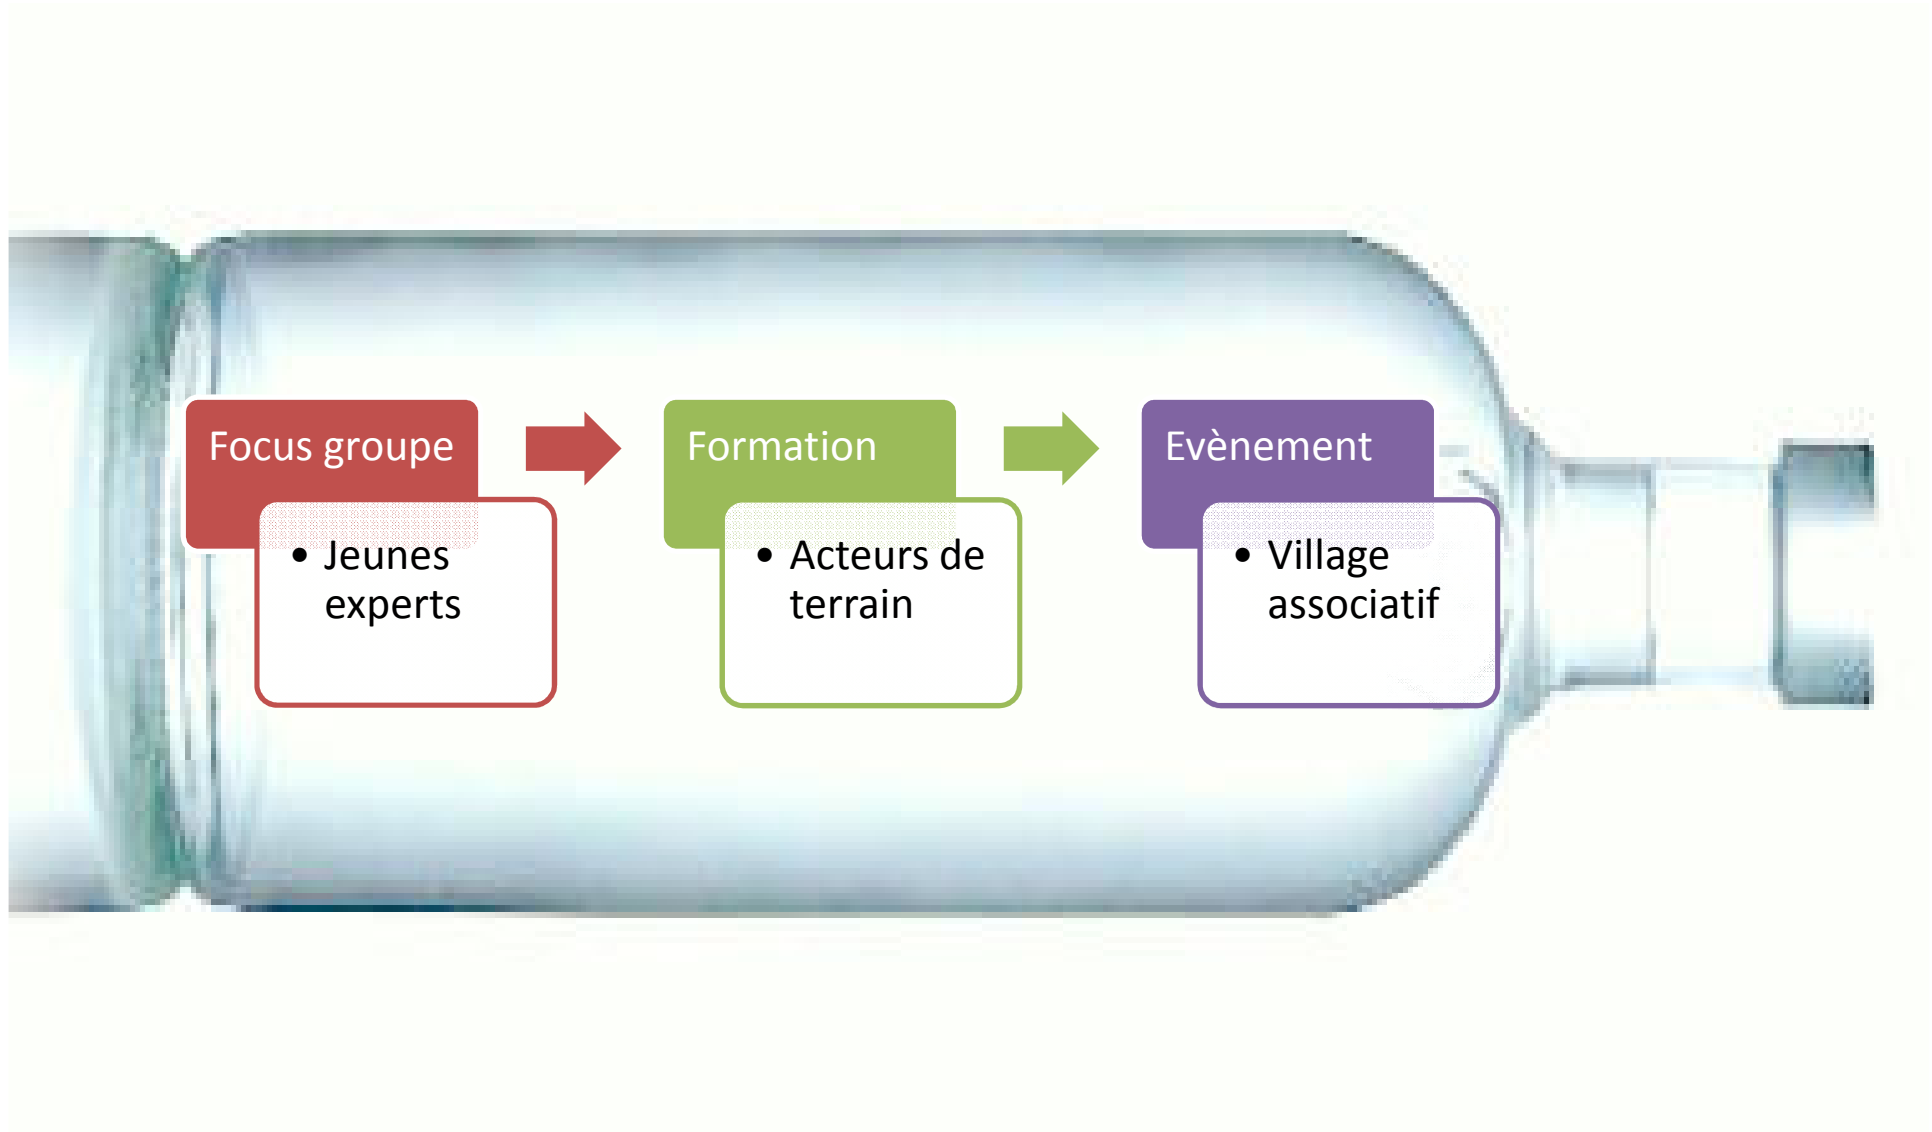 Focus groupe
• Jeunes
experts
Formation
• Acteurs de
terrain
Evènement
• Village
associatif